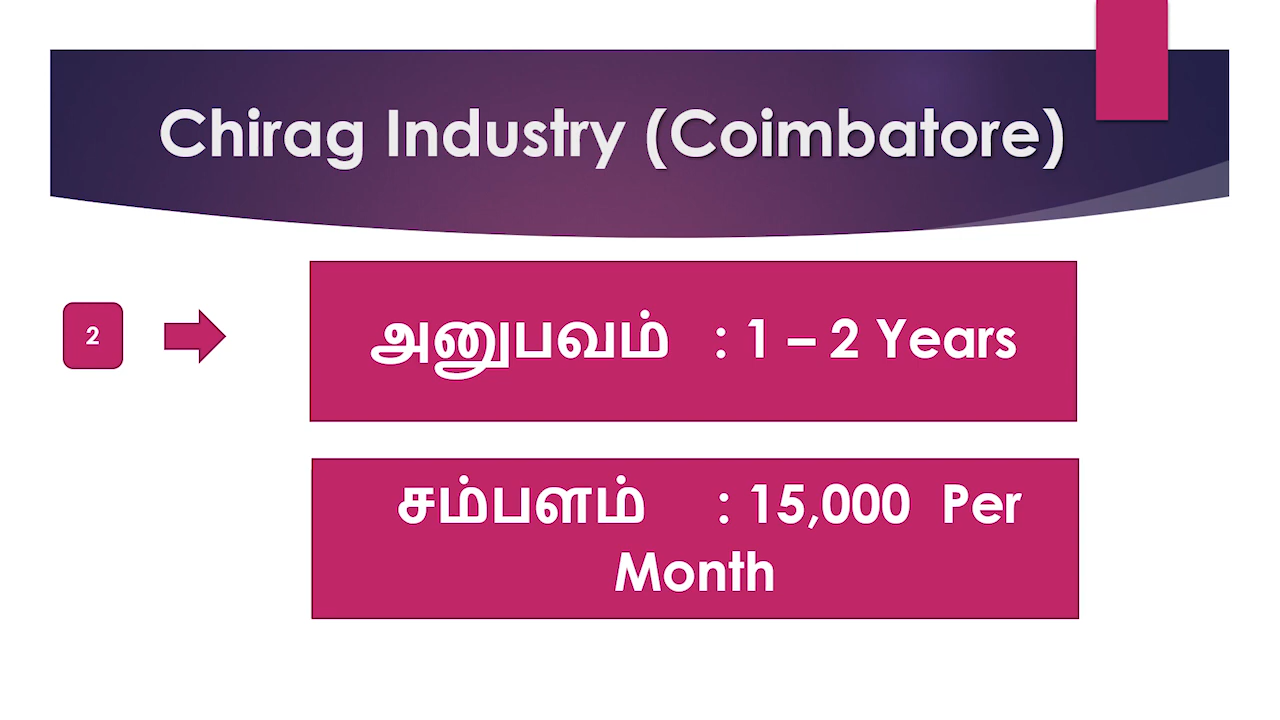 Chirag Industry (Coimbatore)
2
அனுபவம் : 1 – 2 Years
சம்பளம் : 15,000 Per
Month